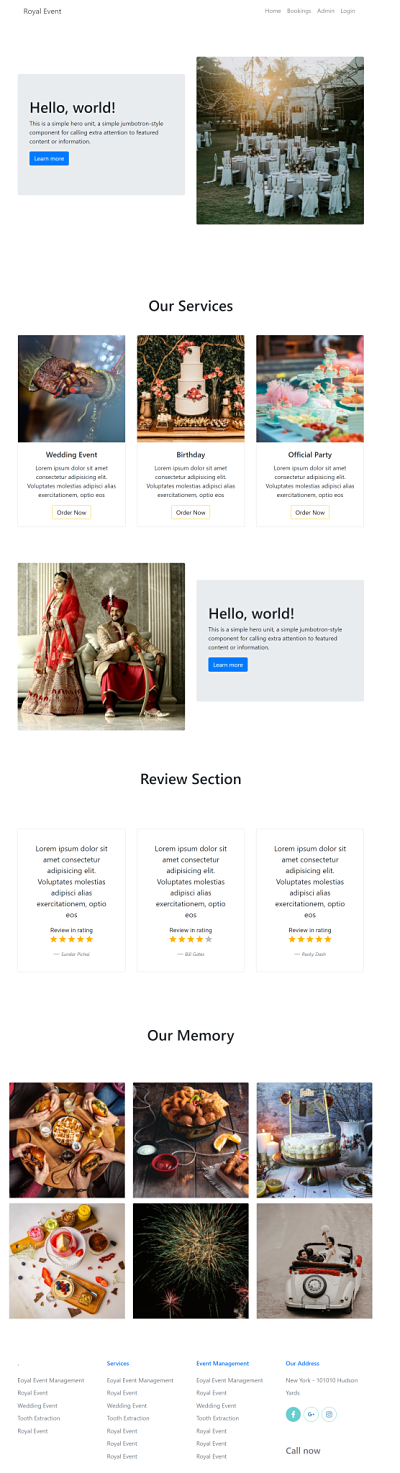 Royal Event
Home Bookings Admin Login
Hello, world!
This is a simple hero unit, a simple jumbotron-style
component for calling extra attention to featured
content or information.
Learn more
Our Services
Wedding Event
Lorem ipsum dolor sit amet
consectetur adipisicing elit.
Voluptates molestias adipisci alias
exercitationem, optio eos
Order Now
Birthday
Lorem ipsum dolor sit amet
consectetur adipisicing elit.
Voluptates molestias adipisci alias
exercitationem, optio eos
Order Now
Official Party
Lorem ipsum dolor sit amet
consectetur adipisicing elit.
Voluptates molestias adipisci alias
exercitationem, optio eos
Order Now
Hello, world!
This is a simple hero unit, a simple jumbotron-style
component for calling extra attention to featured
content or information.
Learn more
Review Section
Lorem ipsum dolor sit
amet consectetur
adipisicing elit.
Voluptates molestias
adipisci alias
exercitationem, optio
eos
Review in rating
— Sundar Pichai
Lorem ipsum dolor sit
amet consectetur
adipisicing elit.
Voluptates molestias
adipisci alias
exercitationem, optio
eos
Review in rating
— Bill Gates
Lorem ipsum dolor sit
amet consectetur
adipisicing elit.
Voluptates molestias
adipisci alias
exercitationem, optio
eos
Review in rating
— Rocky Dash
Our Memory
.
Eoyal Event Management
Royal Event
Wedding Event
Tooth Extraction
Royal Event
Services
Eoyal Event Management
Royal Event
Wedding Event
Tooth Extraction
Royal Event
Royal Event
Royal Event
Event Management
Eoyal Event Management
Royal Event
Wedding Event
Tooth Extraction
Royal Event
Royal Event
Royal Event
Our Address
New York - 101010 Hudson
Yards
f G+
Call now